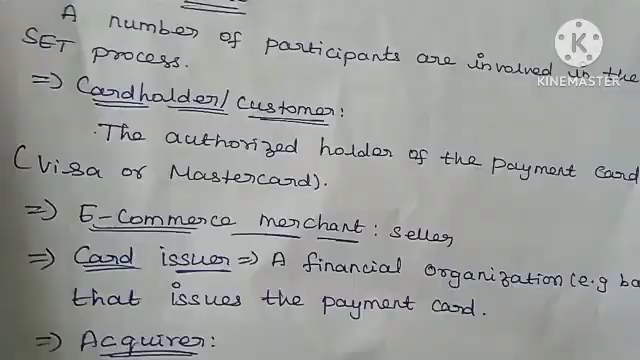 A number of participants are involved in the
SET process.
=> Cardholder/Customer:
The authorized holder of the payment card
(Visa or Mastercard).
=> E-Commerce merchant: seller
=> Card issuer => A financial organization (e.g ba
that issues the payment card.
=> Acquirer:
K
KINEMASTER